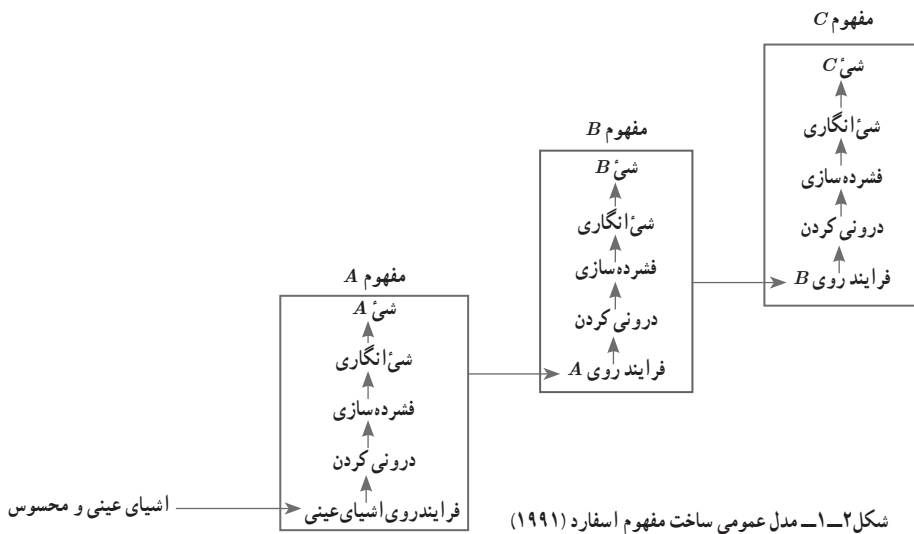 مفهوم C
شئ C
شئ‌انگاری
فشرده‌سازی
درونی کردن
فرایند روی B
مفهوم B
شئ B
شئ‌انگاری
فشرده‌سازی
درونی کردن
فرایند روی A
مفهوم A
شئ A
شئ‌انگاری
فشرده‌سازی
درونی کردن
فرایندروی اشیای عینی
اشیای عینی و محسوس
شکل ۲ــ۱ــ مدل عمومی ساخت مفهوم اسفارد (۱۹۹۱)